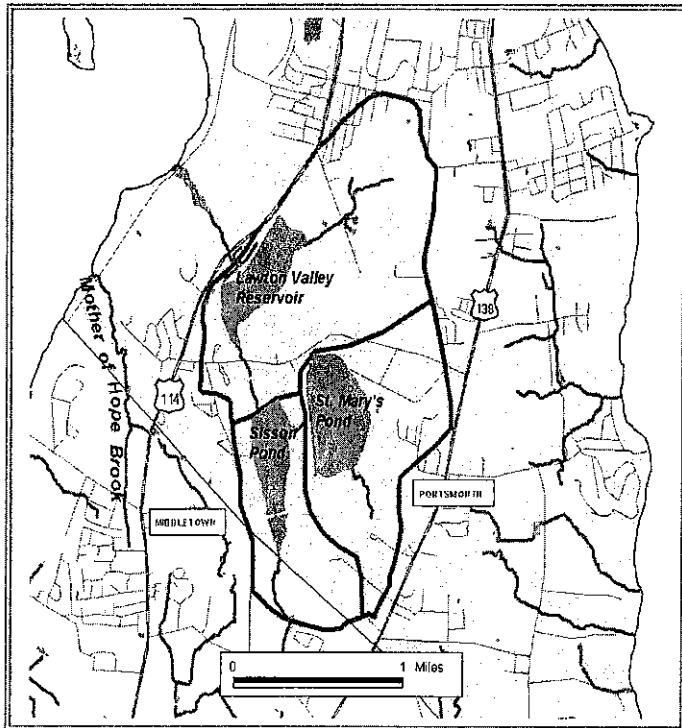 Lawton Valley
Reservoir
138
Mother of Hope Brook
114
St. Mary's
Pond
Sisson
Pond
PORTSMOUTH
MIDDLETOWN
0 1 Miles